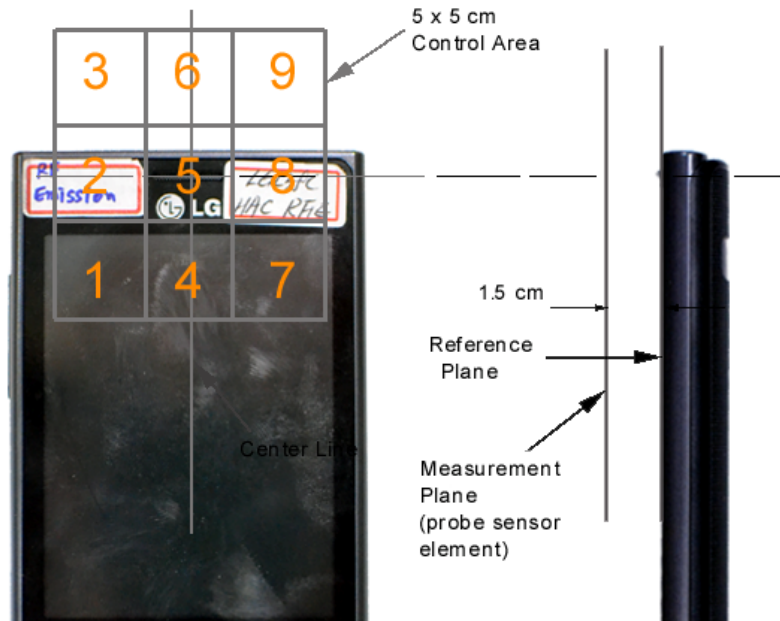 5 x 5 cm
Control Area
3 6 9
2 5 8
RF
Emission
LG
HAC RFE
1 4 7
1.5 cm
Reference
Plane
Center Line
Measurement
Plane
(probe sensor
element)